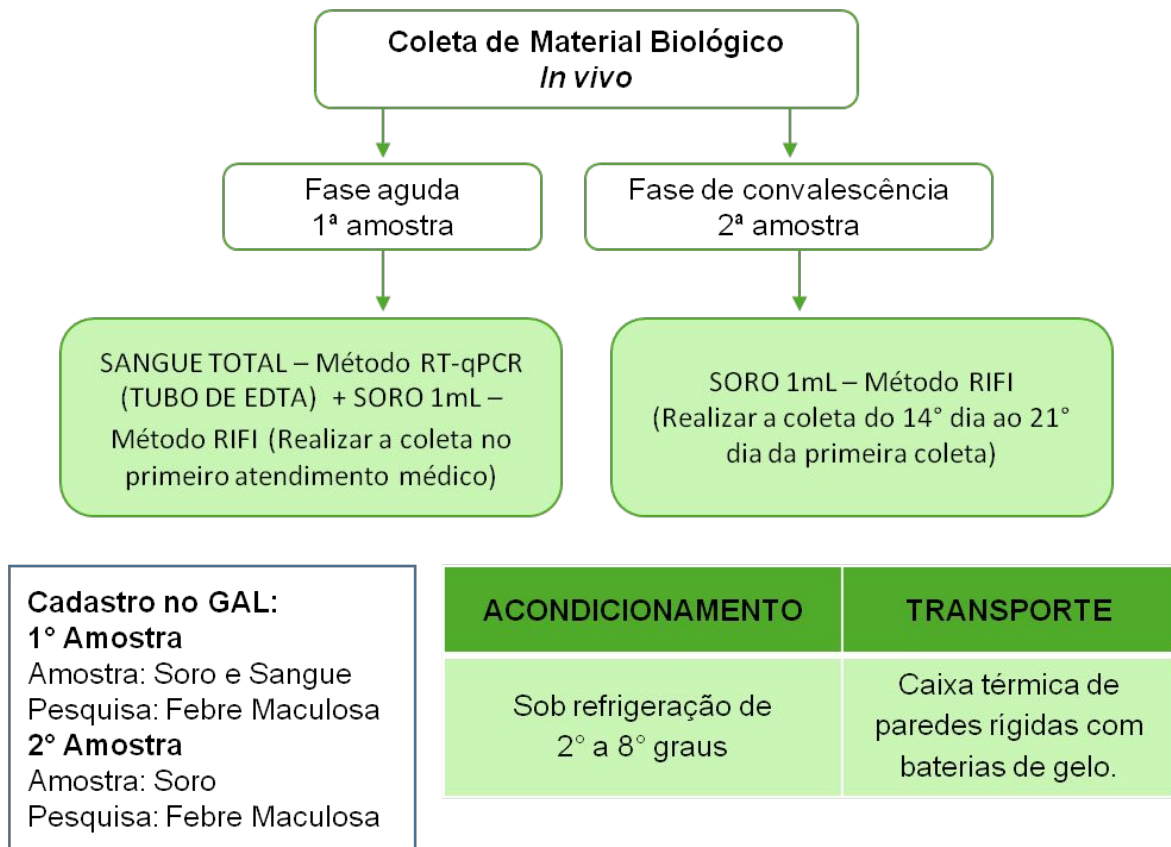 Coleta de Material Biológico
In vivo
Fase aguda
1ª amostra
Fase de convalescência
2ª amostra
SANGUE TOTAL – Método RT-qPCR
(TUBO DE EDTA) + SORO 1mL –
Método RIFI (Realizar a coleta no
primeiro atendimento médico)
SORO 1mL – Método RIFI
(Realizar a coleta do 14° dia ao 21°
dia da primeira coleta)
Cadastro no GAL:
1° Amostra
Amostra: Soro e Sangue
Pesquisa: Febre Maculosa
2° Amostra
Amostra: Soro
Pesquisa: Febre Maculosa
ACONDICIONAMENTO
TRANSPORTE
Sob refrigeração de
2° a 8° graus
Caixa térmica de
paredes rígidas com
baterias de gelo.